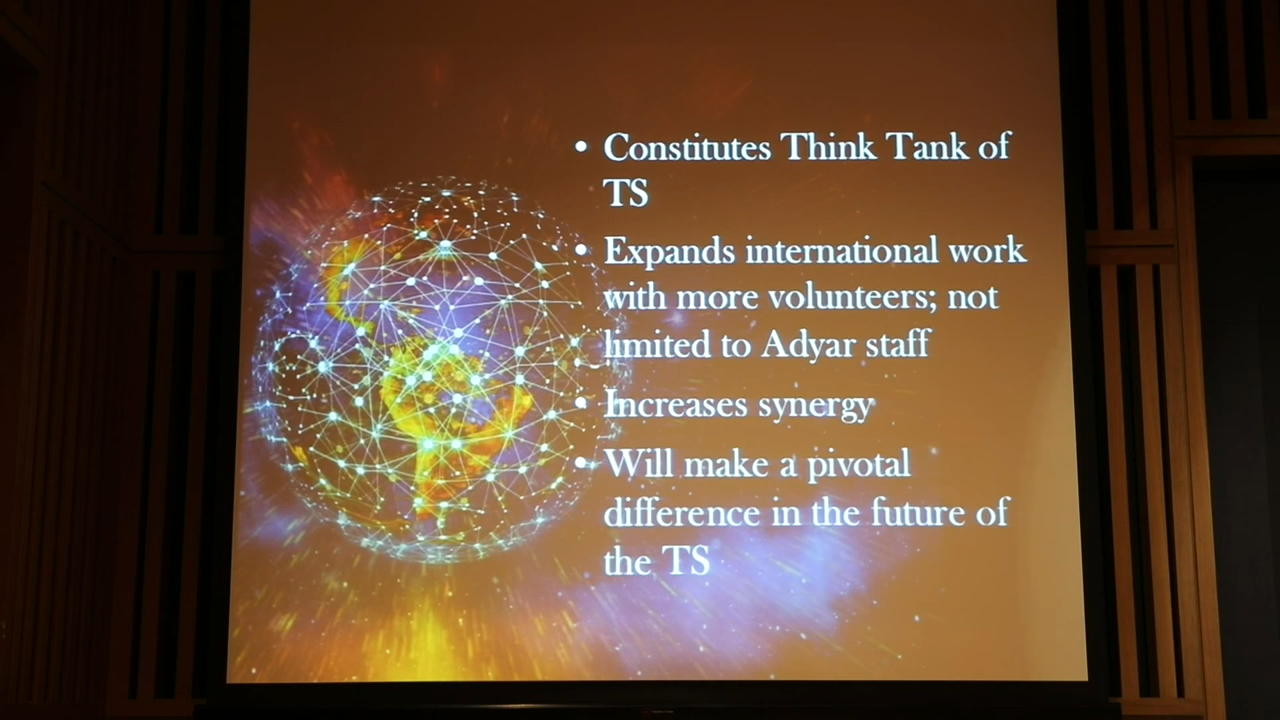 • Constitutes Think Tank of
TS
• Expands international work
with more volunteers; not
limited to Adyar staff
• Increases synergy
• Will make a pivotal
difference in the future of
the TS